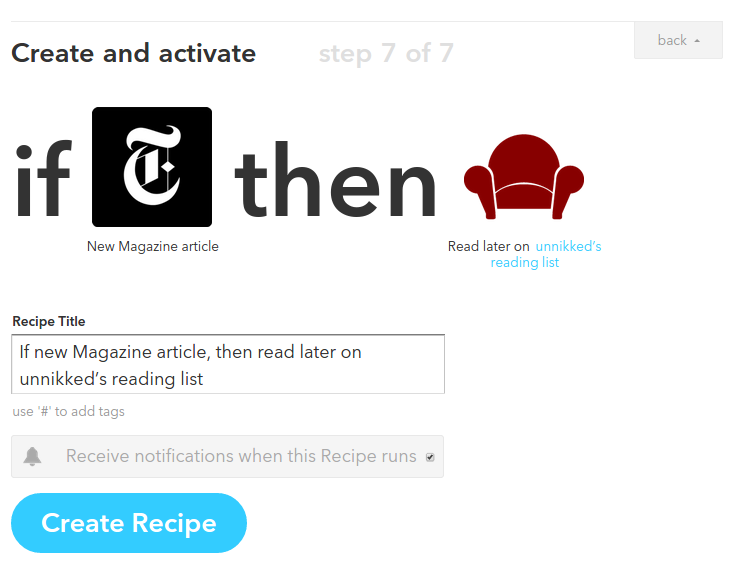 back
Create and activate step 7 of 7
if T then
New Magazine article
Read later on unnikked’s
reading list
Recipe Title
If new Magazine article, then read later on
unnikked’s reading list
use '#' to add tags
Receive notifications when this Recipe runs
Create Recipe